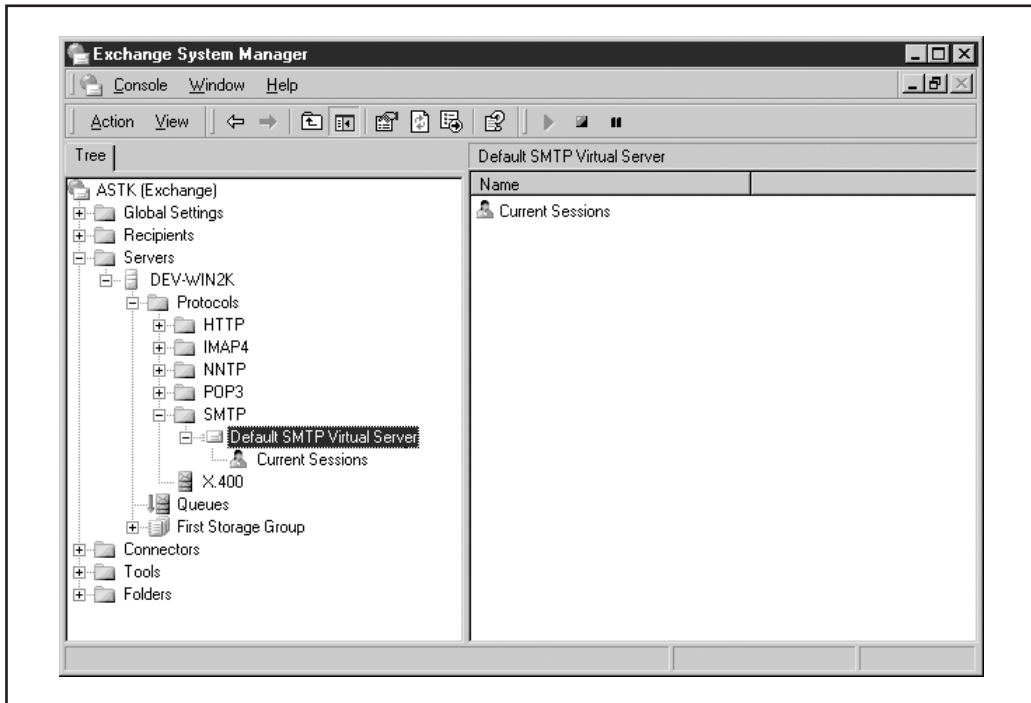 Exchange System Manager
Console Window Help
Action View
Tree
Default SMTP Virtual Server
Name
ASTK (Exchange)
Global Settings
Recipients
Servers
DEV-WIN2K
Protocols
HTTP
IMAP4
NNTP
POP3
SMTP
Default SMTP Virtual Server
Current Sessions
X.400
Queues
First Storage Group
Connectors
Tools
Folders
Current Sessions